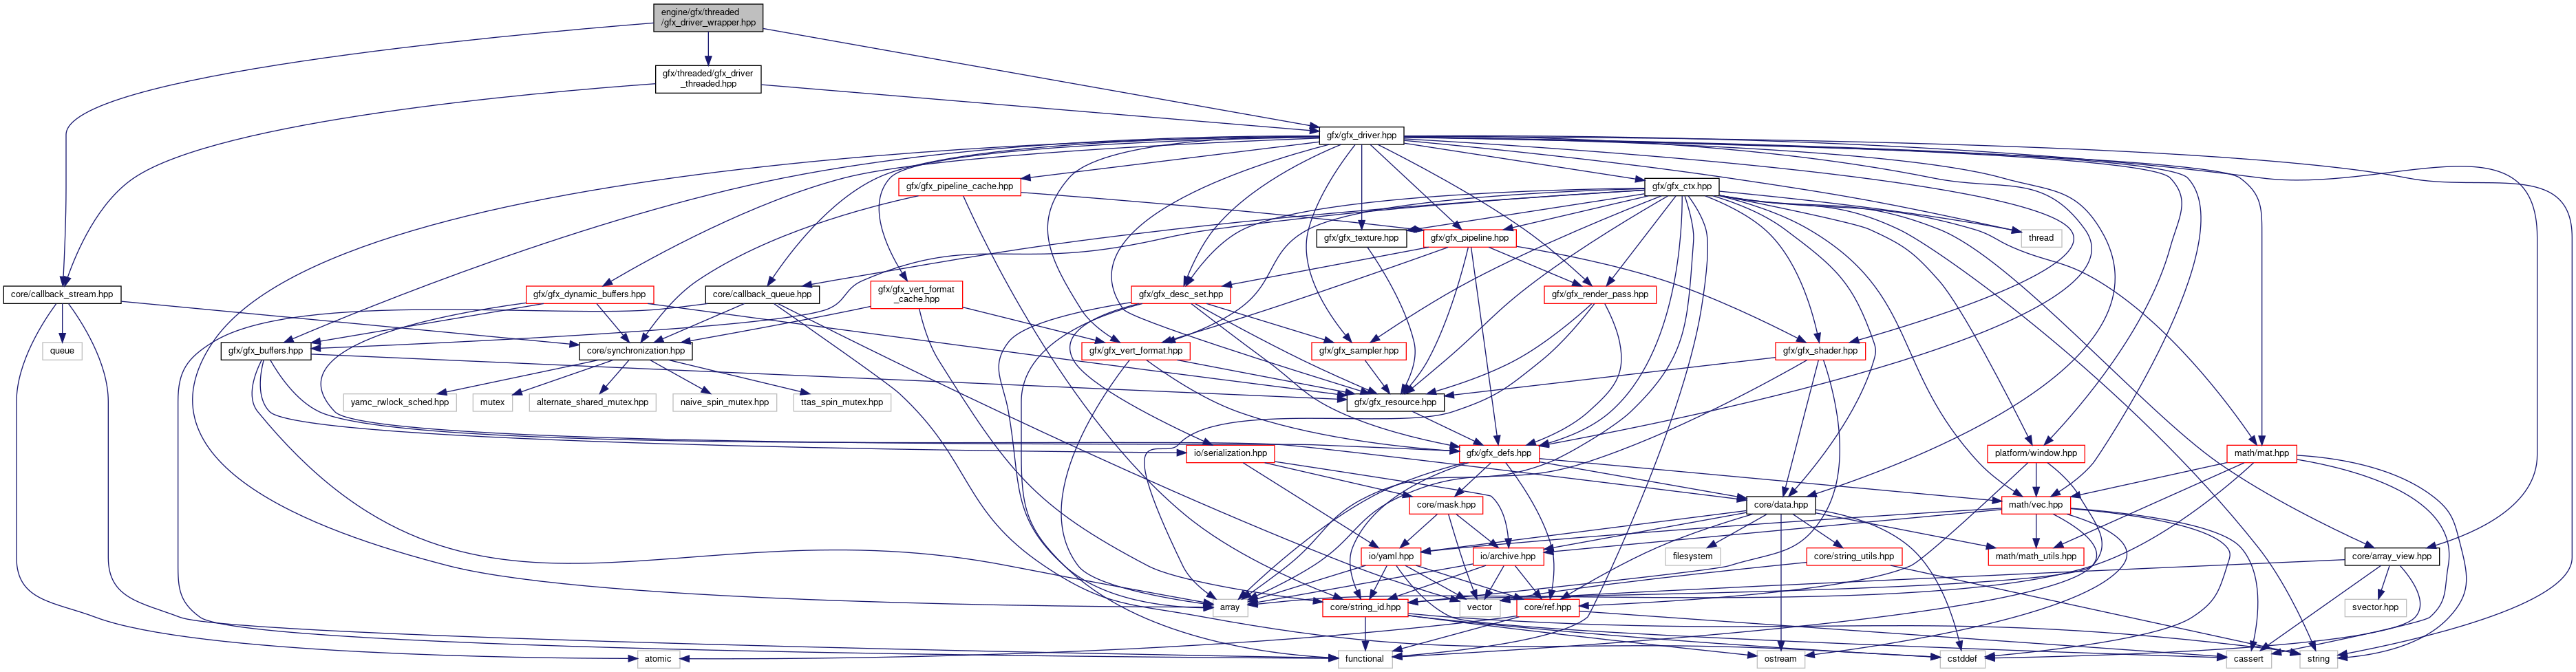 engine/gfx/threaded
/gfx_driver_wrapper.hpp
gfx/threaded/gfx_driver
_threaded.hpp
gfx/gfx_driver.hpp
gfx/gfx_pipeline_cache.hpp
gfx/gfx_ctx.hpp
gfx/gfx_texture.hpp
gfx/gfx_pipeline.hpp
thread
core/callback_stream.hpp
gfx/gfx_dynamic_buffers.hpp
core/callback_queue.hpp
gfx/gfx_vert_format
_cache.hpp
gfx/gfx_desc_set.hpp
gfx/gfx_render_pass.hpp
queue
gfx/gfx_buffers.hpp
core/synchronization.hpp
gfx/gfx_vert_format.hpp
gfx/gfx_sampler.hpp
gfx/gfx_shader.hpp
yamc_rwlock_sched.hpp
mutex
alternate_shared_mutex.hpp
naive_spin_mutex.hpp
ttas_spin_mutex.hpp
gfx/gfx_resource.hpp
io/serialization.hpp
gfx/gfx_defs.hpp
platform/window.hpp
math/mat.hpp
core/mask.hpp
core/data.hpp
math/vec.hpp
io/yaml.hpp
io/archive.hpp
filesystem
core/string_utils.hpp
math/math_utils.hpp
core/array_view.hpp
array
core/string_id.hpp
vector
core/ref.hpp
svector.hpp
atomic
functional
ostream
cstddef
cassert
string